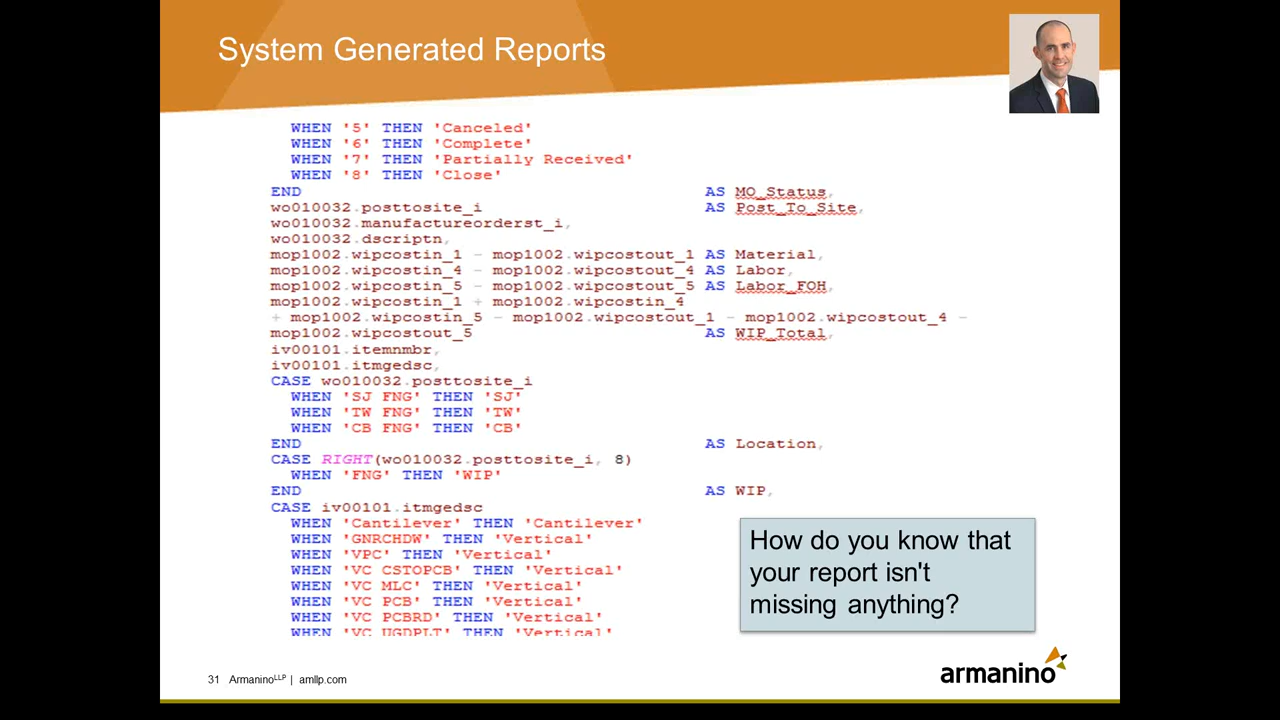 System Generated Reports
WHEN '5' THEN 'Canceled'
WHEN '6' THEN 'Complete'
WHEN '7' THEN 'Partially Received'
WHEN '8' THEN 'Close'
END AS MO_Status,
wo010032.posttosite_i AS Post_To_Site,
wo010032.manufactureorderst_i,
wo010032.dscriptn,
mop1002.wipcostin_1 - mop1002.wipcostout_1 AS Material,
mop1002.wipcostin_4 - mop1002.wipcostout_4 AS Labor,
mop1002.wipcostin_5 - mop1002.wipcostout_5 AS Labor_FOH,
mop1002.wipcostin_1 + mop1002.wipcostin_4
+ mop1002.wipcostin_5 - mop1002.wipcostout_1 - mop1002.wipcostout_4 -
mop1002.wipcostout_5 AS WIP_Total,
iv00101.itemnmbr,
iv00101.itmgedsc,
CASE wo010032.posttosite_i
WHEN 'SJ FNG' THEN 'SJ'
WHEN 'TW FNG' THEN 'TW'
WHEN 'CB FNG' THEN 'CB'
END AS Location,
CASE RIGHT(wo010032.posttosite_i, 8)
WHEN 'FNG' THEN 'WIP'
END AS WIP,
CASE iv00101.itmgedsc
WHEN 'Cantilever' THEN 'Cantilever'
WHEN 'GNRCHDW' THEN 'Vertical'
WHEN 'VPC' THEN 'Vertical'
WHEN 'VC CSTOPCB' THEN 'Vertical'
WHEN 'VC MLC' THEN 'Vertical'
WHEN 'VC PCB' THEN 'Vertical'
WHEN 'VC PCBRD' THEN 'Vertical'
WHEN 'VC UGDPLT' THEN 'Vertical'
How do you know that
your report isn't
missing anything?
31 ArmaninoLLP | amllp.com
armanino